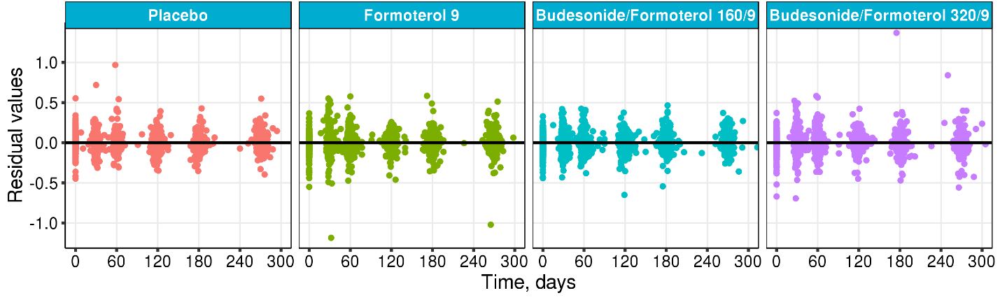 Placebo
Formoterol 9
Budesonide/Formoterol 160/9
Budesonide/Formoterol 320/9
Residual values
1.0
0.5
0.0
-0.5
-1.0
0 60 120 180 240 300
0 60 120 180 240 300
0 60 120 180 240 300
0 60 120 180 240 300
Time, days